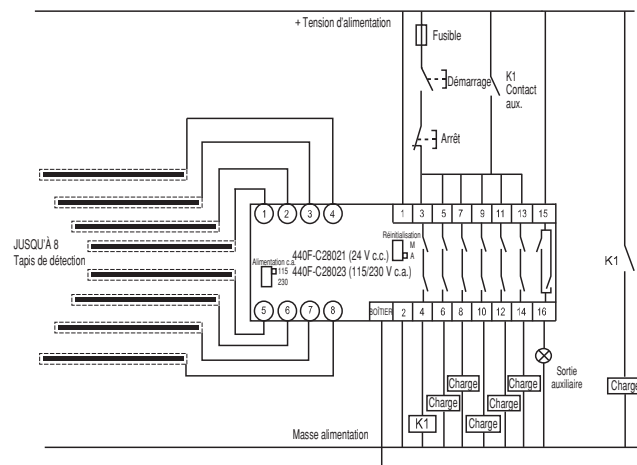 + Tension d'alimentation
Fusible
Démarrage
K1
Contact
aux.
Arrêt
JUSQU'À 8
Tapis de détection
1 2 3 4
1 3 5 7 9 11 13 15
Réinitialisation
M
A
440F-C28021 (24 V c.c.)
Alimentation c.a.
115
230
440F-C28023 (115/230 V c.a.)
K1
5 6 7 8
BOÎTIER 2 4 6 8 10 12 14 16
Sortie
auxiliaire
Charge
Charge
Charge
Charge
Charge
Charge
K1
Charge
Masse alimentation